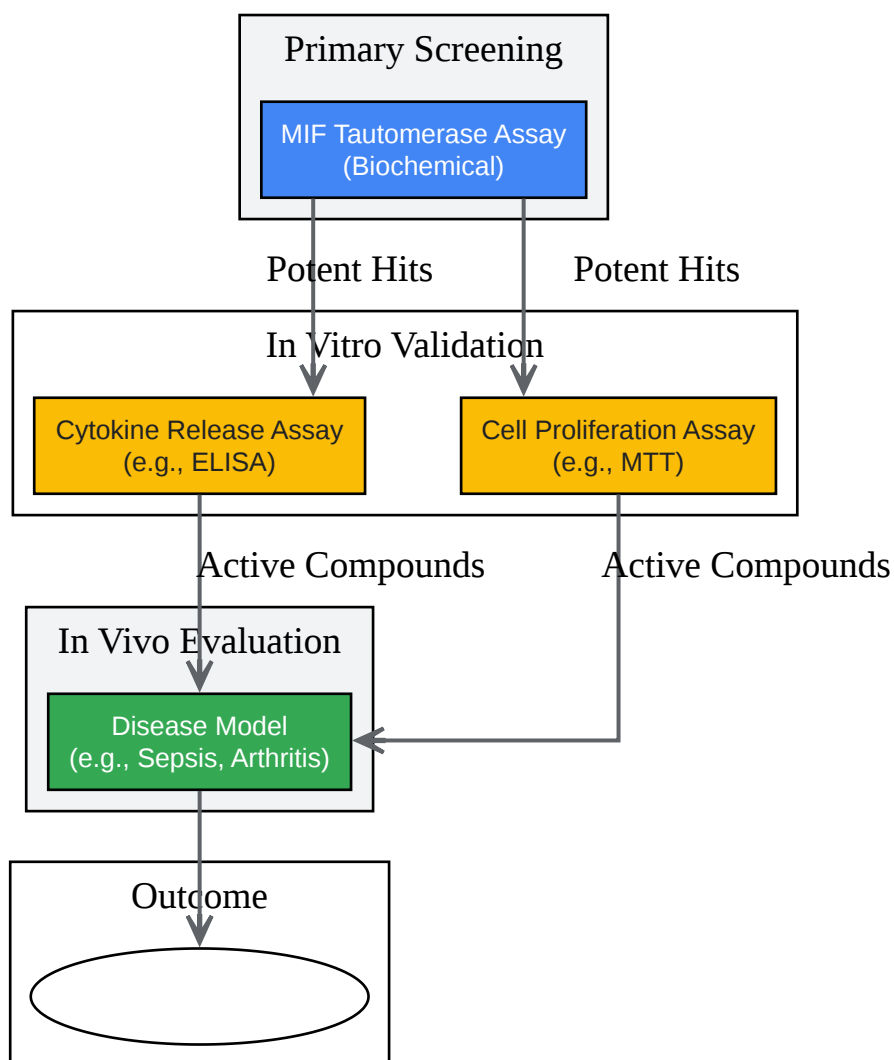 Primary Screening
MIF Tautomerase Assay
(Biochemical)
Potent Hits
Potent Hits
In Vitro Validation
Cytokine Release Assay
(e.g., ELISA)
Cell Proliferation Assay
(e.g., MTT)
Active Compounds
Active Compounds
In Vivo Evaluation
Disease Model
(e.g., Sepsis, Arthritis)
Outcome